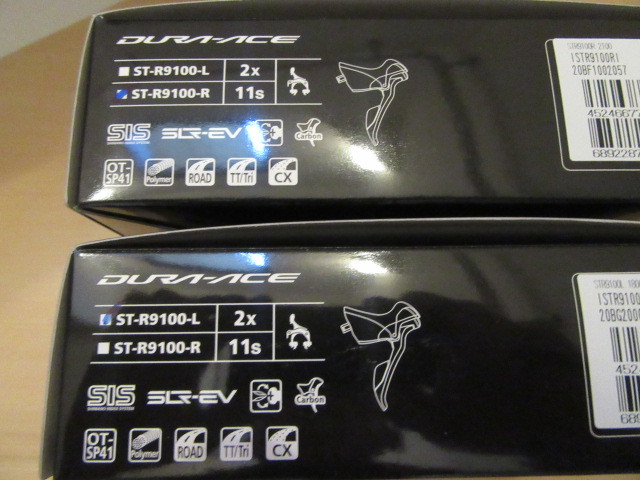 DURA-ACE
ST-R9100-L 2x
ST-R9100-R 11s
SIS SLR-EV Carbon
OT-SP41 Polymer ROAD TT/Tri CX
ISTR9100RI
20BF1002057
DURA-ACE
ST-R9100-L 2x
ST-R9100-R 11s
SIS SLR-EV Carbon
OT-SP41 Polymer ROAD TT/Tri CX
ISTR9100